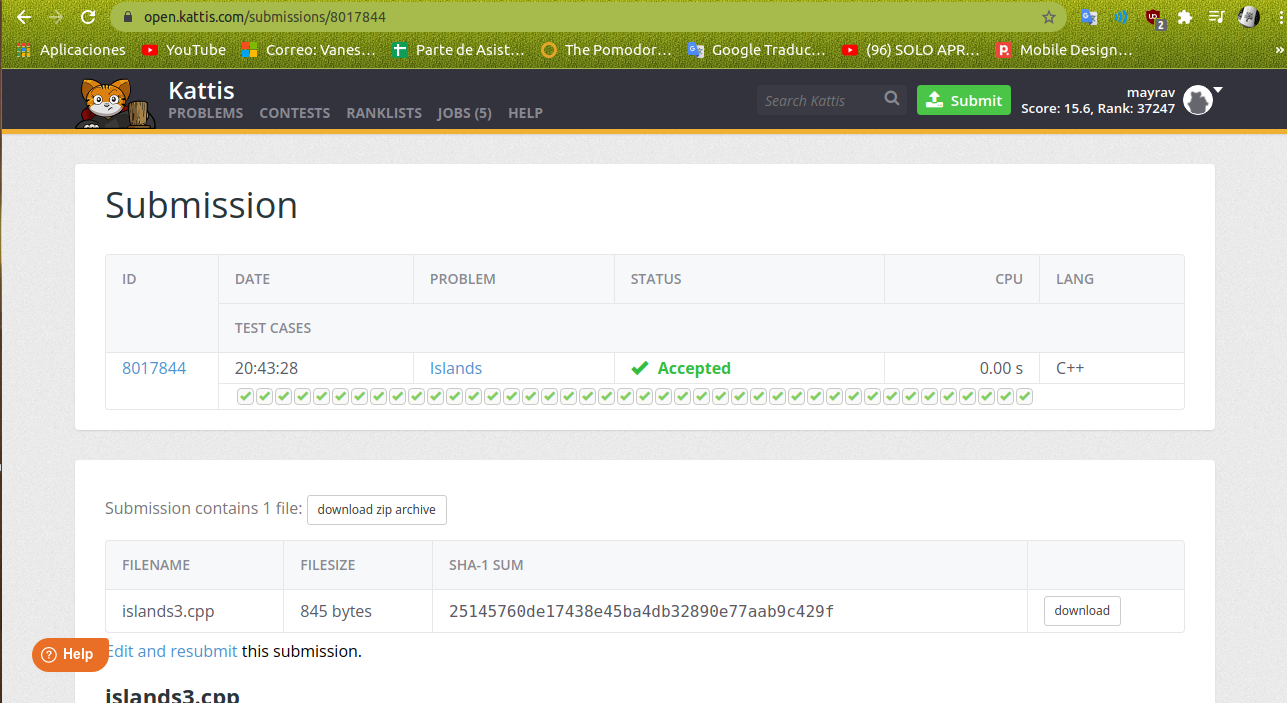 open.kattis.com/submissions/8017844
2
Aplicaciones YouTube Correo: Vanes... Parte de Asist... The Pomodor... Google Traduc... (96) SOLO APR... Mobile Design... »
Kattis
PROBLEMS CONTESTS RANKLISTS JOBS (5) HELP
Search Kattis
Submit
mayrav
Score: 15.6, Rank: 37247
Submission
ID DATE PROBLEM STATUS CPU LANG
TEST CASES
8017844 20:43:28 Islands Accepted 0.00 s C++
Submission contains 1 file: download zip archive
FILENAME FILESIZE SHA-1 SUM
islands3.cpp 845 bytes 25145760de17438e45ba4db32890e77aab9c429f download
Help
Edit and resubmit this submission.
islands3.cpp